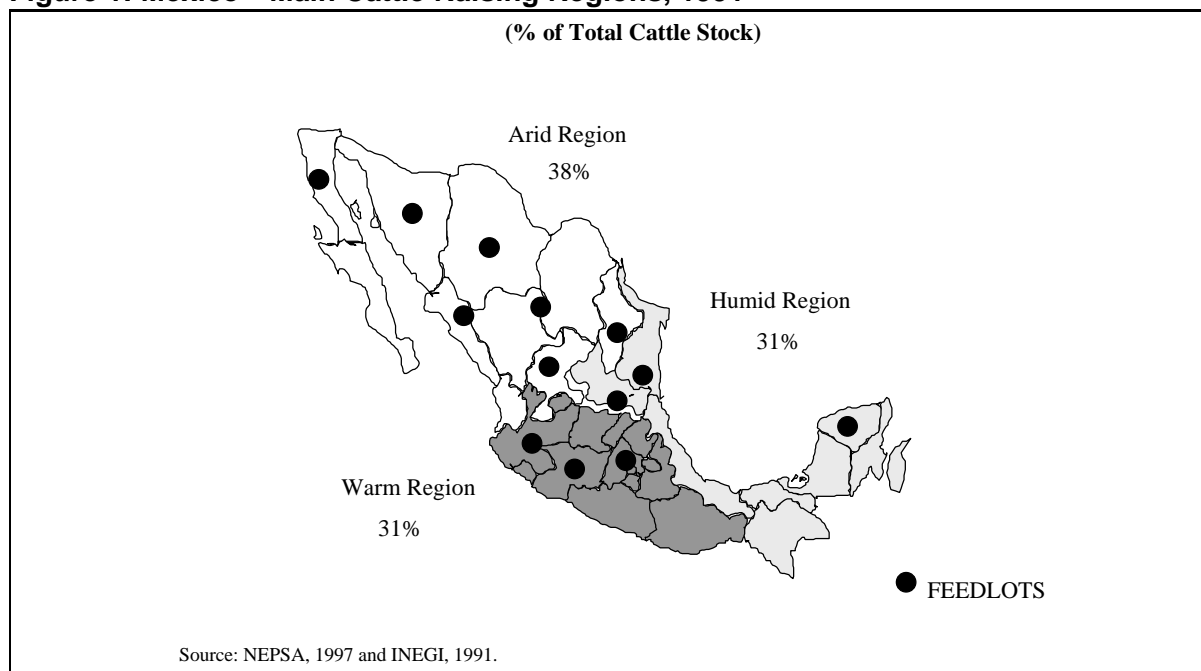 (% of Total Cattle Stock)
Arid Region
38%
Humid Region
31%
Warm Region
31%
FEEDLOTS
Source: NEPSA, 1997 and INEGI, 1991.